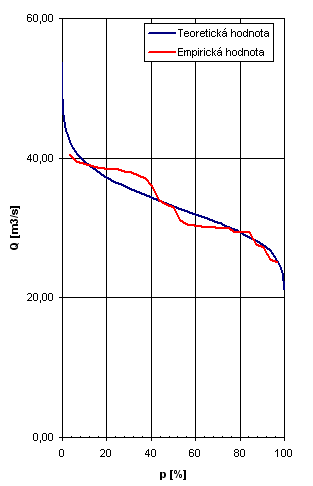 60,00
Teoretická hodnota
Empirická hodnota
40,00
Q [m3/s]
20,00
0,00
0 20 40 60 80 100
p [%]